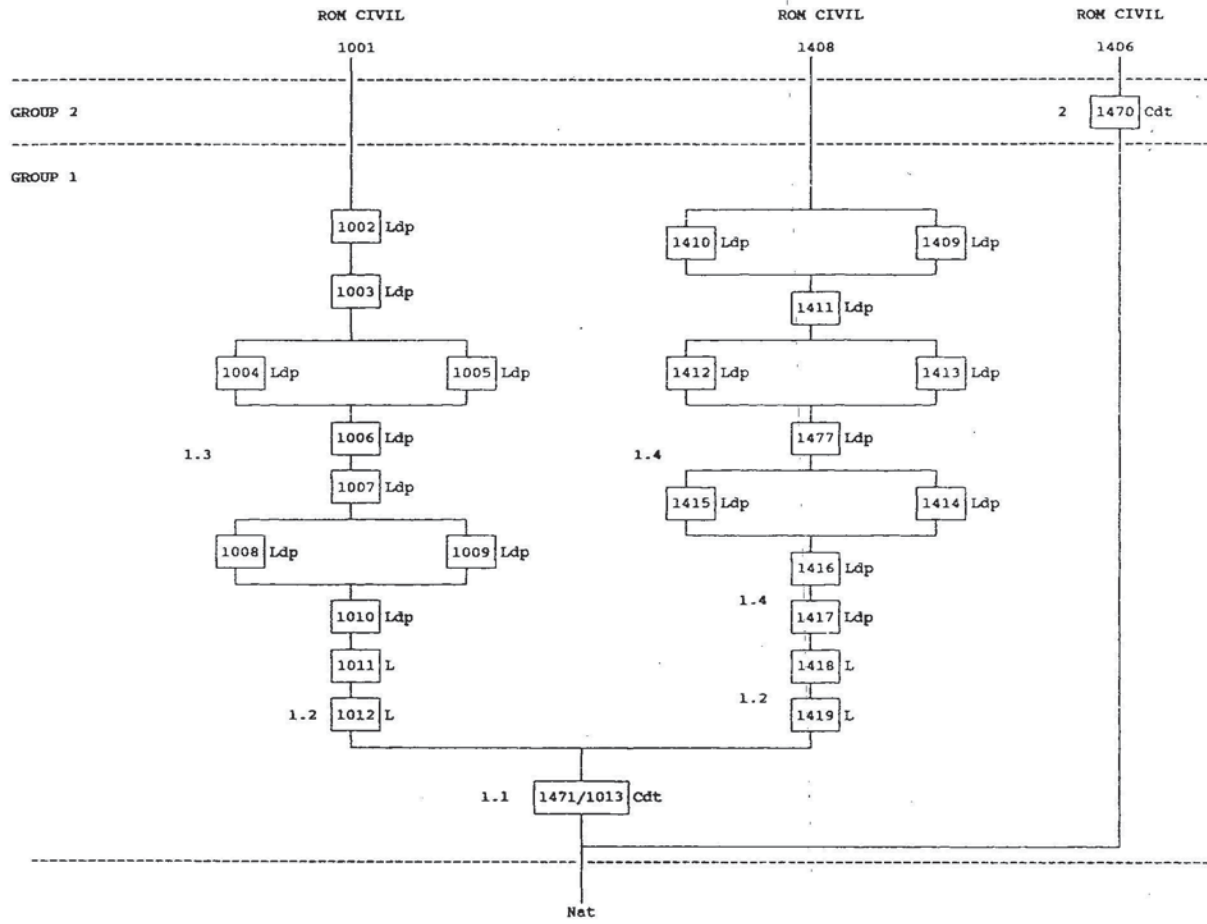 ROM CIVIL ROM CIVIL ROM CIVIL
1001 1408 1406
GROUP 2 2 1470 Cdt
GROUP 1
1002 Ldp
1410 Ldp 1409 Ldp
1003 Ldp
1411 Ldp
1004 Ldp 1005 Ldp 1412 Ldp 1413 Ldp
1006 Ldp 1477 Ldp
1.3 1.4
1007 Ldp
1415 Ldp 1414 Ldp
1008 Ldp 1009 Ldp
1416 Ldp
1.4
1010 Ldp 1417 Ldp
1011 L 1418 L
1.2
1.2 1012 L 1419 L
1.1 1471/1013 Cdt
Nat